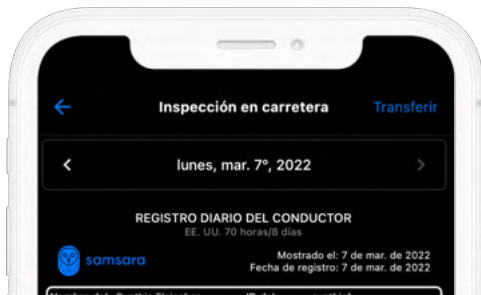 Inspección en carretera
Transferir
lunes, mar. 7º, 2022
REGISTRO DIARIO DEL CONDUCTOR
EE. UU. 70 horas/8 días
samsara
Mostrado el: 7 de mar. de 2022
Fecha de registro: 7 de mar. de 2022